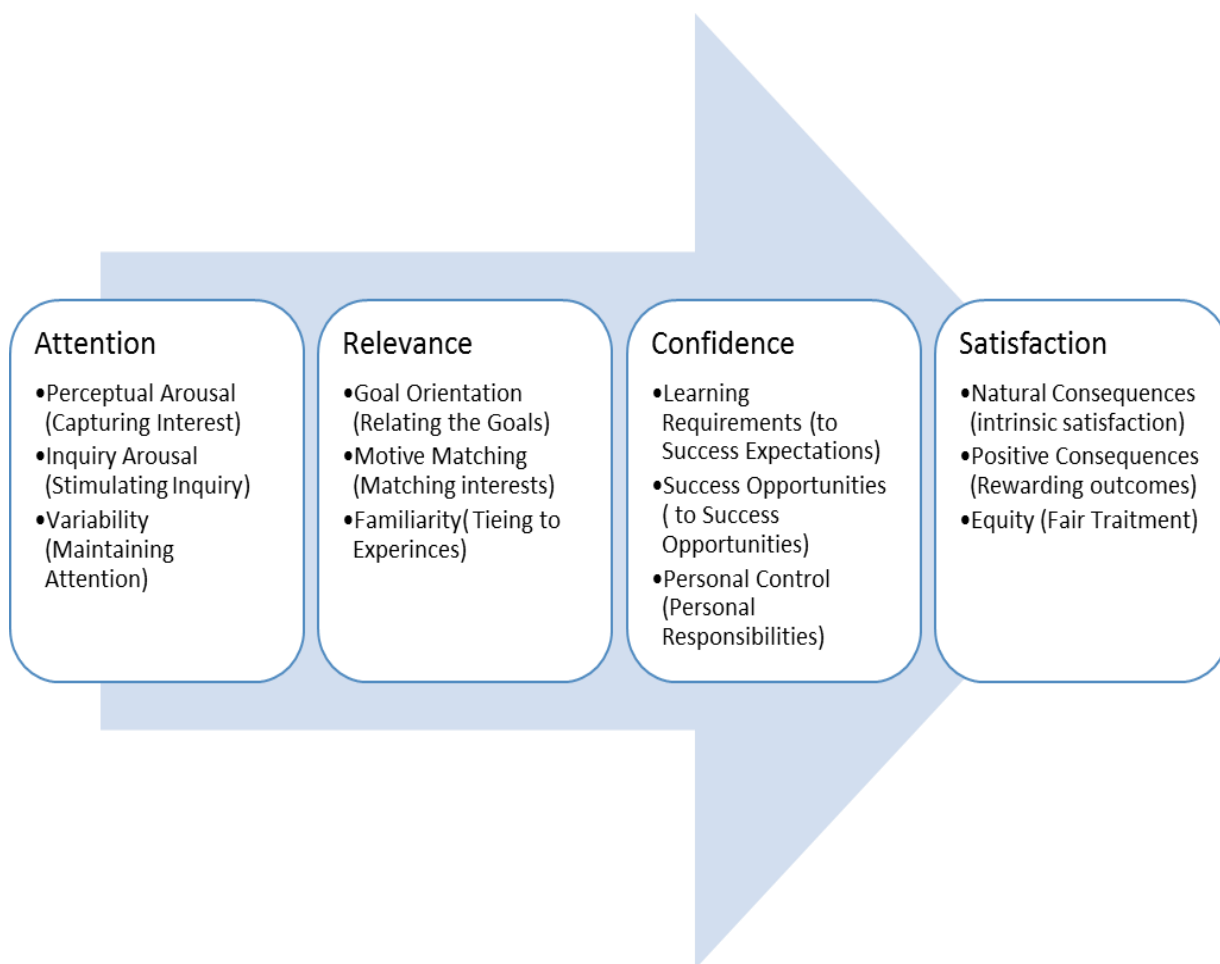 Attention
•Perceptual Arousal
(Capturing Interest)
•Inquiry Arousal
(Stimulating Inquiry)
•Variability
(Maintaining
Attention)
Relevance
•Goal Orientation
(Relating the Goals)
•Motive Matching
(Matching interests)
•Familiarity( Tieing to
Experinces)
Confidence
•Learning
Requirements (to
Success Expectations)
•Success Opportunities
( to Success
Opportunities)
•Personal Control
(Personal
Responsibilities)
Satisfaction
•Natural Consequences
(intrinsic satisfaction)
•Positive Consequences
(Rewarding outcomes)
•Equity (Fair Traitment)